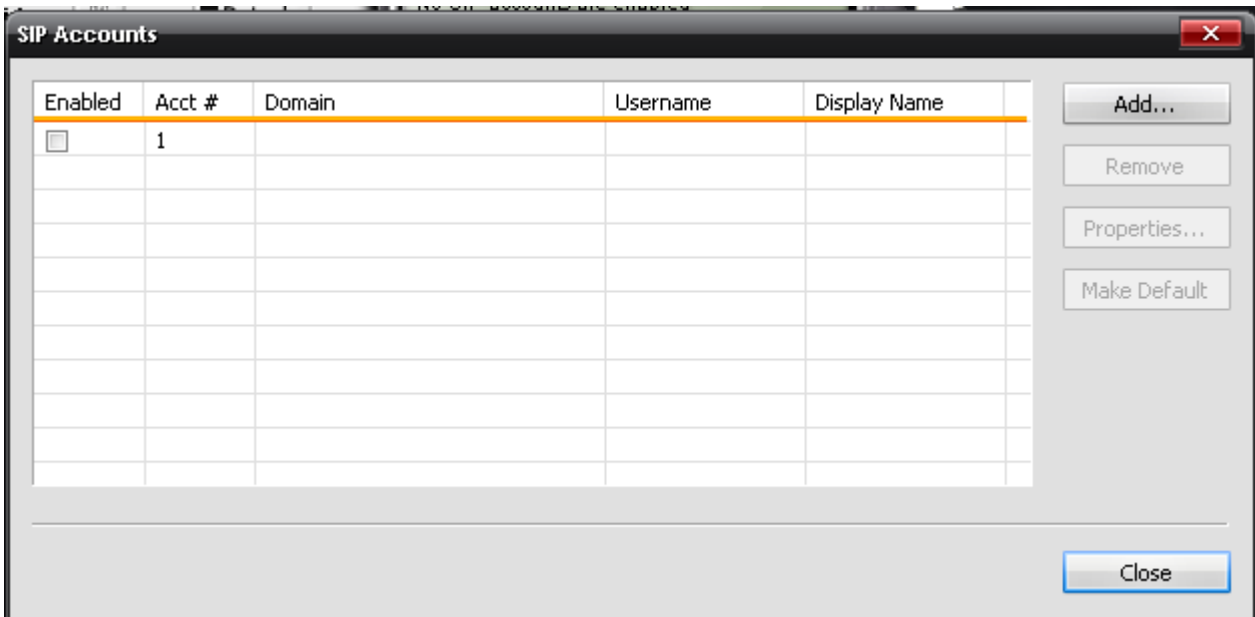 SIP Accounts
Enabled Acct # Domain Username Display Name
1
Add...
Remove
Properties...
Make Default
Close